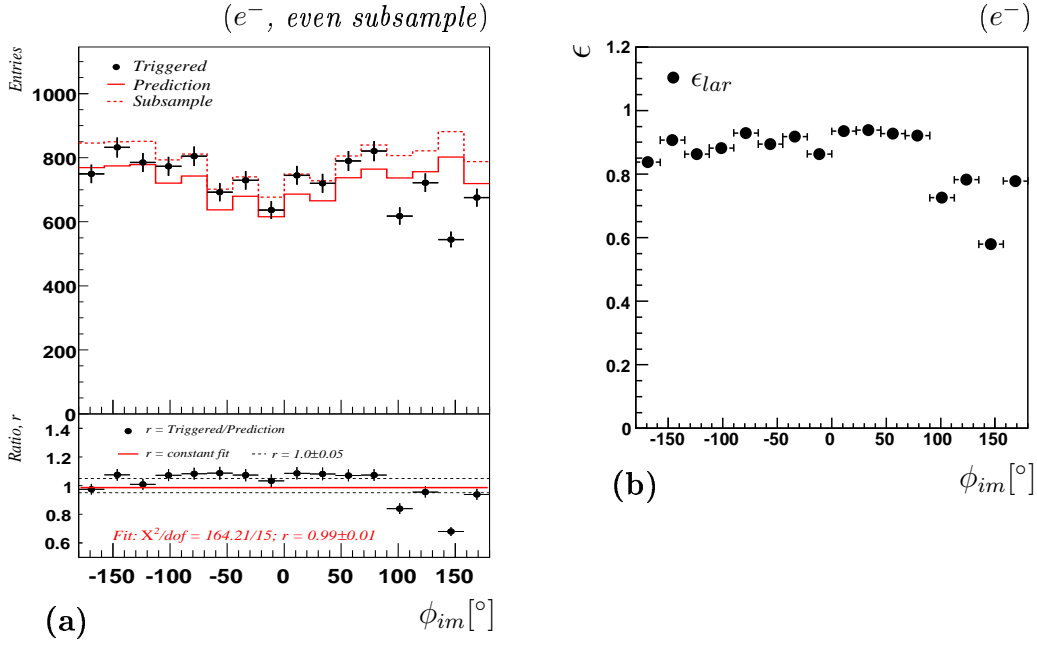 (e⁻, even subsample)
Entries
Triggered
Prediction
Subsample
1000
800
600
400
200
0
Ratio, r
r = Triggered/Prediction
r = constant fit
r = 1.0±0.05
1.4
1.2
1
0.8
0.6
Fit: X²/dof = 164.21/15; r = 0.99±0.01
-150 -100 -50 0 50 100 150
ϕ_im[°]
(a)
(e⁻)
ϵ
ϵ_lar
1.2
1
0.8
0.6
0.4
0.2
0
-150 -100 -50 0 50 100 150
ϕ_im[°]
(b)